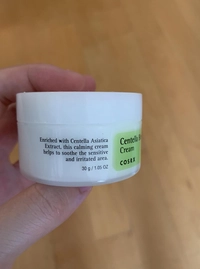 Enriched with Centella Asiatica
Extract, this calming cream
helps to soothe the sensitive
and irritated area.
50 g / 1.05 OZ.
Centella
Cream
COSRX